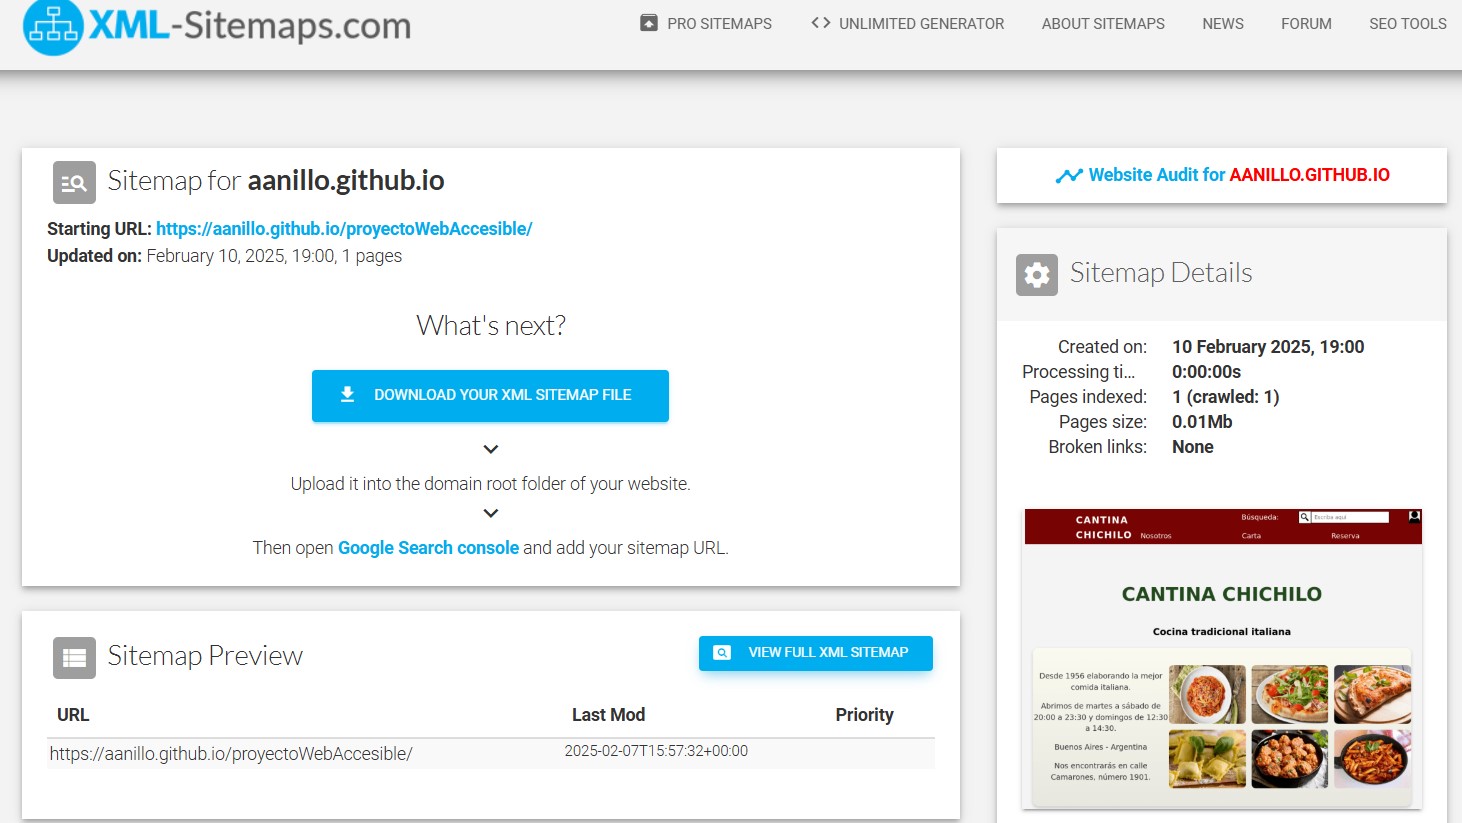 XML-Sitemaps.com
PRO SITEMAPS
UNLIMITED GENERATOR
ABOUT SITEMAPS
NEWS
FORUM
SEO TOOLS
Sitemap for aanillo.github.io
Starting URL: https://aanillo.github.io/proyectoWebAccesible/
Updated on: February 10, 2025, 19:00, 1 pages
What's next?
DOWNLOAD YOUR XML SITEMAP FILE
Upload it into the domain root folder of your website.
Then open Google Search console and add your sitemap URL.
Sitemap Preview
VIEW FULL XML SITEMAP
URL Last Mod Priority
https://aanillo.github.io/proyectoWebAccesible/ 2025-02-07T15:57:32+00:00
Website Audit for AANILLO.GITHUB.IO
Sitemap Details
Created on: 10 February 2025, 19:00
Processing ti... 0:00:00s
Pages indexed: 1 (crawled: 1)
Pages size: 0.01Mb
Broken links: None
CANTINA
CHICHILO
Búsqueda:
Escriba aquí
Nosotros
Carta
Reserva
CANTINA CHICHILO
Cocina tradicional italiana
Desde 1956 elaborando la mejor
comida italiana.
Abrimos de martes a sábado de
20:00 a 23:30 y domingos de 12:30
a 14:30.
Buenos Aires - Argentina
Nos encontrarás en calle
Camarones, número 1901.